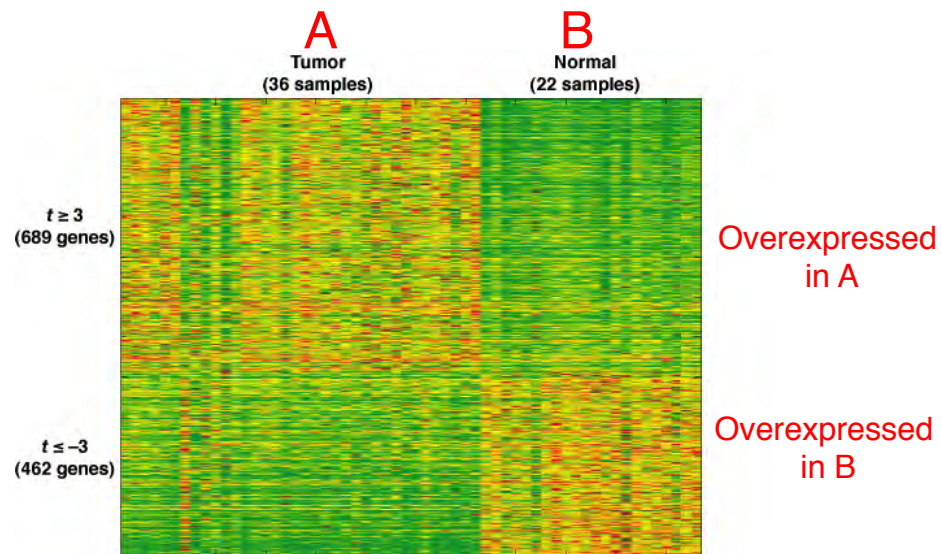 A
B
Tumor
(36 samples)
Normal
(22 samples)
t ≥ 3
(689 genes)
Overexpressed
in A
t ≤ –3
(462 genes)
Overexpressed
in B